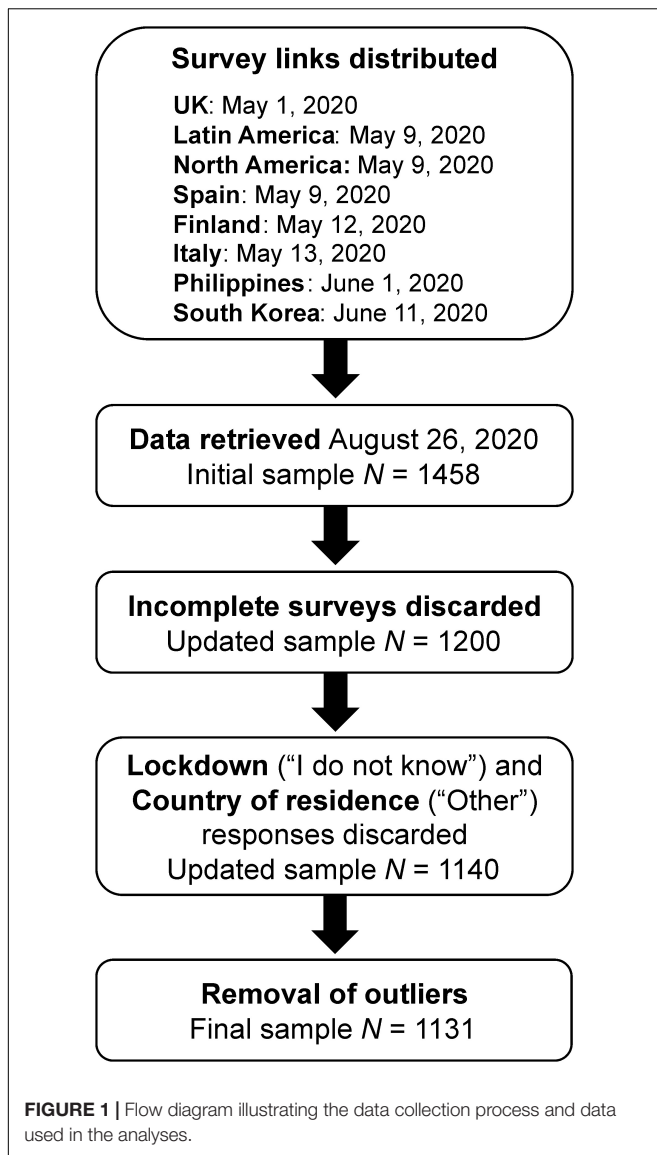 Survey links distributed
UK: May 1, 2020
Latin America: May 9, 2020
North America: May 9, 2020
Spain: May 9, 2020
Finland: May 12, 2020
Italy: May 13, 2020
Philippines: June 1, 2020
South Korea: June 11, 2020
Data retrieved August 26, 2020
Initial sample N = 1458
Incomplete surveys discarded
Updated sample N = 1200
Lockdown (“I do not know”) and
Country of residence (“Other”)
responses discarded
Updated sample N = 1140
Removal of outliers
Final sample N = 1131
FIGURE 1 | Flow diagram illustrating the data collection process and data
used in the analyses.